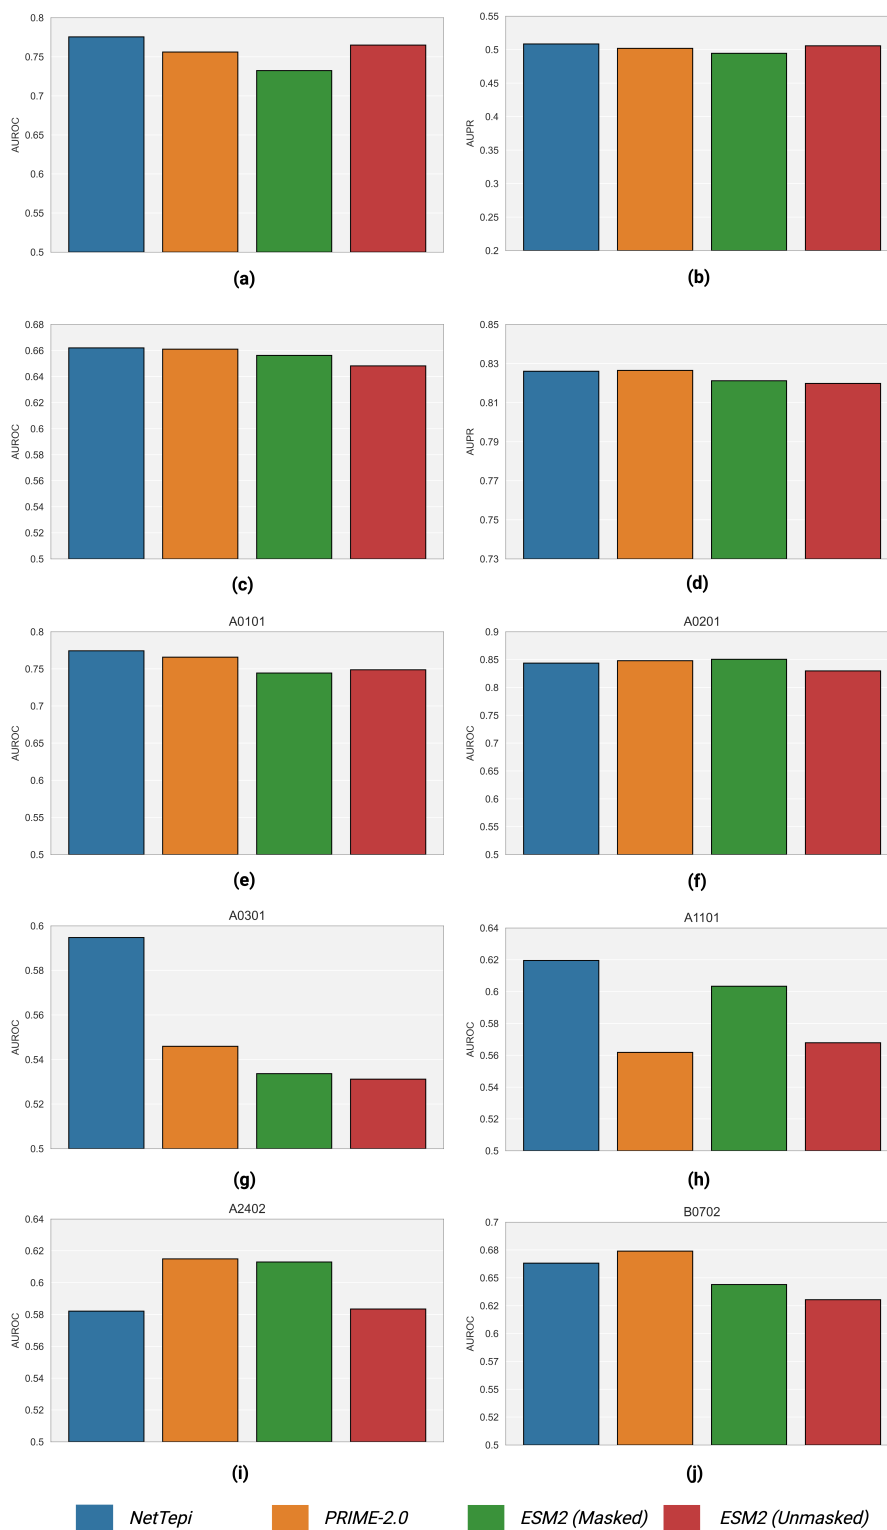 0.8
0.75
0.7
0.65
0.6
0.55
0.5
AUROC
(a)
0.55
0.5
0.45
0.4
0.35
0.3
0.25
0.2
AUPR
(b)
0.68
0.66
0.64
0.62
0.6
0.58
0.56
0.54
0.52
0.5
AUROC
(c)
0.85
0.83
0.81
0.79
0.77
0.75
0.73
AUPR
(d)
A0101
0.8
0.75
0.7
0.65
0.6
0.55
0.5
AUROC
(e)
A0201
0.9
0.85
0.8
0.75
0.7
0.65
0.6
0.55
0.5
AUROC
(f)
A0301
0.6
0.58
0.56
0.54
0.52
0.5
AUROC
(g)
A1101
0.64
0.62
0.6
0.58
0.56
0.54
0.52
0.5
AUROC
(h)
A2402
0.64
0.62
0.6
0.58
0.56
0.54
0.52
0.5
AUROC
(i)
B0702
0.7
0.68
0.65
0.62
0.6
0.57
0.55
0.52
0.5
AUROC
(j)
NetTepi PRIME-2.0 ESM2 (Masked) ESM2 (Unmasked)